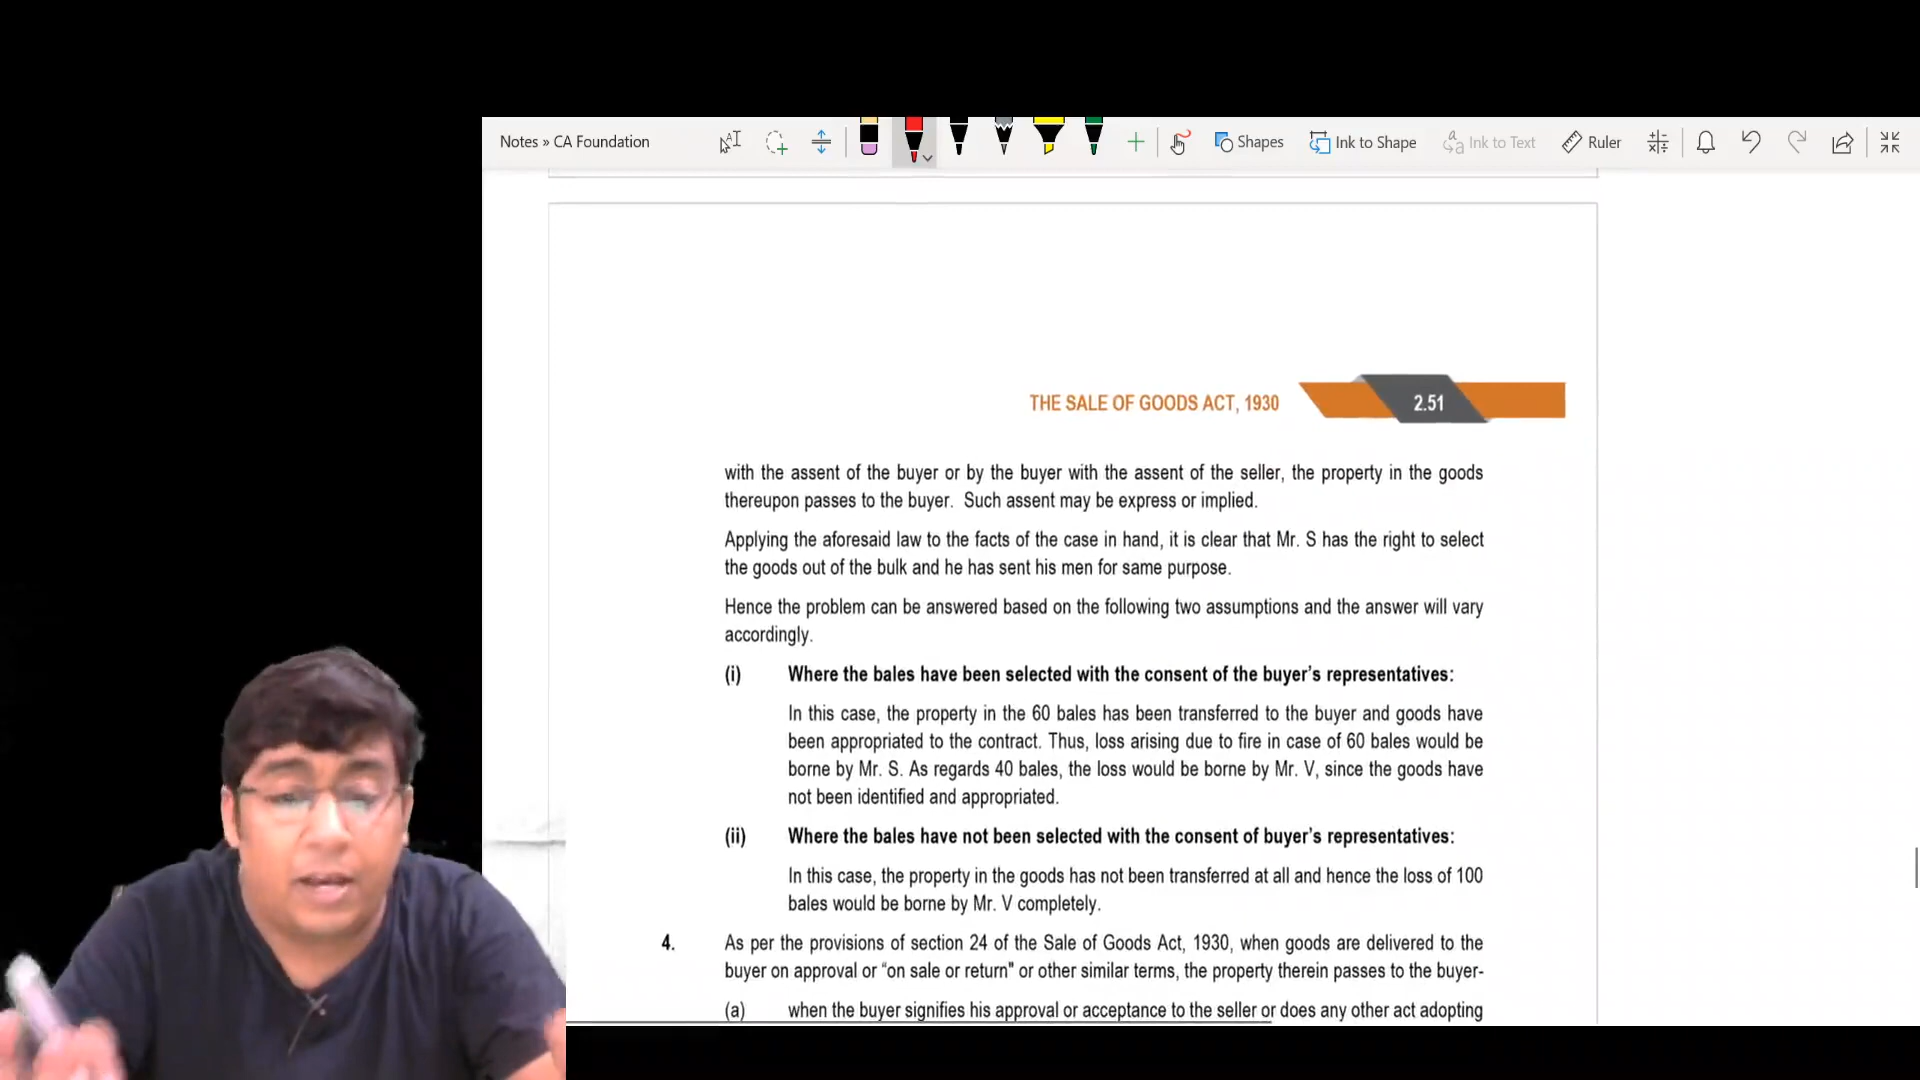 Notes » CA Foundation
Shapes
Ink to Shape
Ink to Text
Ruler
THE SALE OF GOODS ACT, 1930
2.51
with the assent of the buyer or by the buyer with the assent of the seller, the property in the goods
thereupon passes to the buyer. Such assent may be express or implied.
Applying the aforesaid law to the facts of the case in hand, it is clear that Mr. S has the right to select
the goods out of the bulk and he has sent his men for same purpose.
Hence the problem can be answered based on the following two assumptions and the answer will vary
accordingly.
(i) Where the bales have been selected with the consent of the buyer's representatives:
In this case, the property in the 60 bales has been transferred to the buyer and goods have
been appropriated to the contract. Thus, loss arising due to fire in case of 60 bales would be
borne by Mr. S. As regards 40 bales, the loss would be borne by Mr. V, since the goods have
not been identified and appropriated.
(ii) Where the bales have not been selected with the consent of buyer's representatives:
In this case, the property in the goods has not been transferred at all and hence the loss of 100
bales would be borne by Mr. V completely.
4. As per the provisions of section 24 of the Sale of Goods Act, 1930, when goods are delivered to the
buyer on approval or “on sale or return" or other similar terms, the property therein passes to the buyer-
(a) when the buyer signifies his approval or acceptance to the seller or does any other act adopting